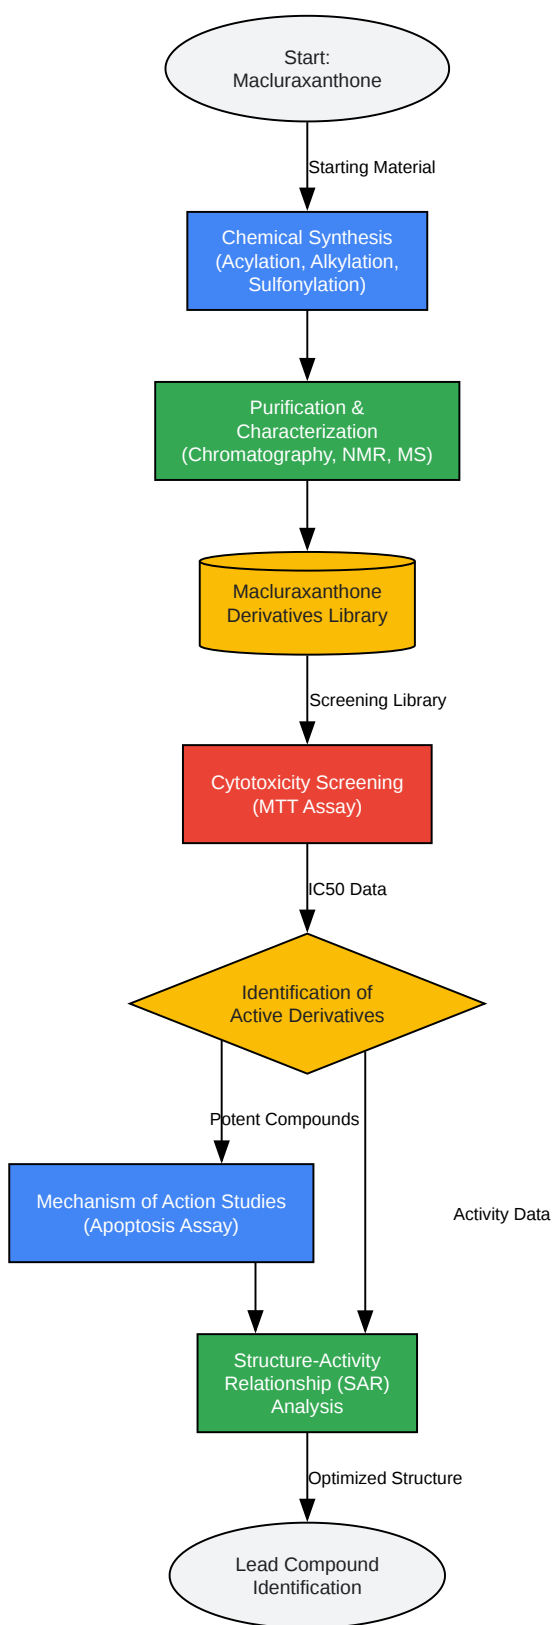 Start:
Macluraxanthone
Starting Material
Chemical Synthesis
(Acylation, Alkylation,
Sulfonylation)
Purification &
Characterization
(Chromatography, NMR, MS)
Macluraxanthone
Derivatives Library
Screening Library
Cytotoxicity Screening
(MTT Assay)
IC50 Data
Identification of
Active Derivatives
Potent Compounds
Mechanism of Action Studies
(Apoptosis Assay)
Activity Data
Structure-Activity
Relationship (SAR)
Analysis
Optimized Structure
Lead Compound
Identification